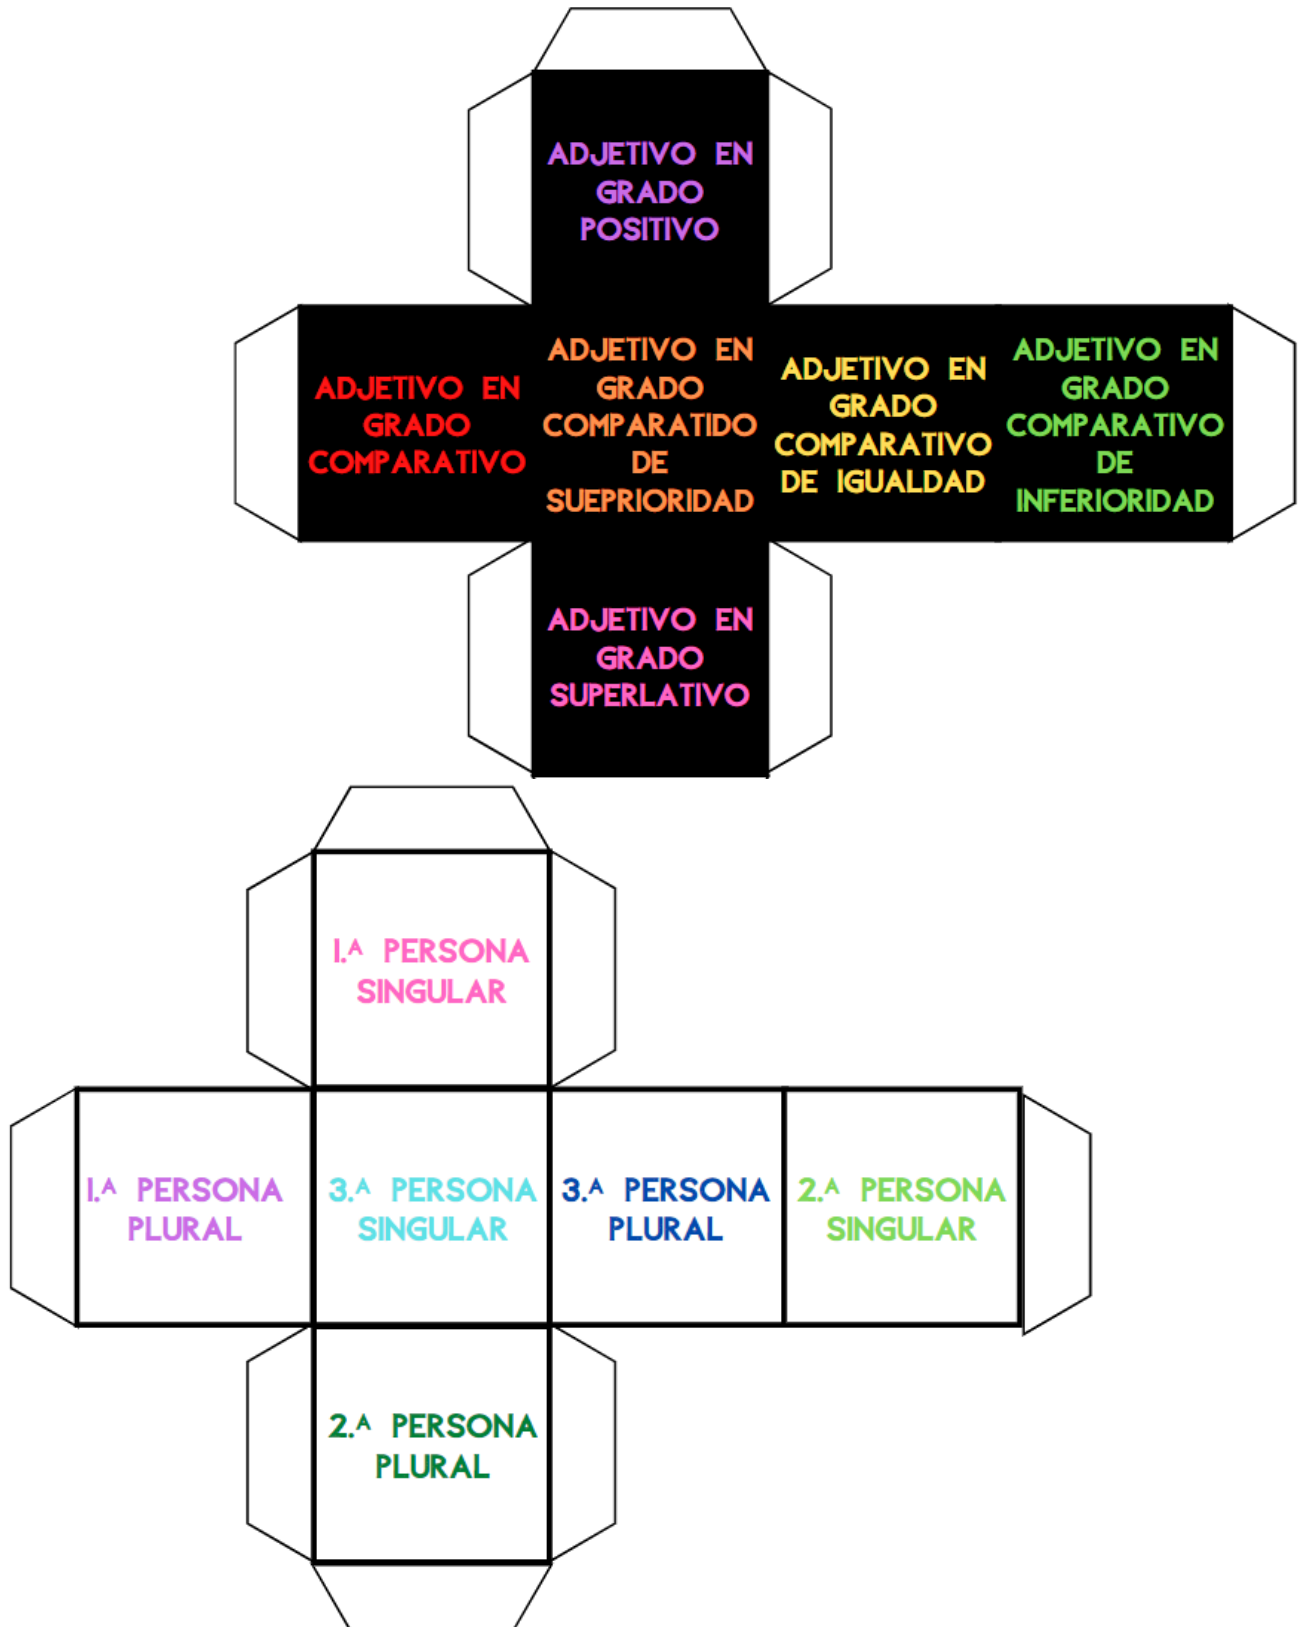 ADJETIVO EN
GRADO
POSITIVO
ADJETIVO EN
GRADO
COMPARATIVO
ADJETIVO EN
GRADO
COMPARATIDO
DE
SUEPRIORIDAD
ADJETIVO EN
GRADO
COMPARATIVO
DE IGUALDAD
ADJETIVO EN
GRADO
COMPARATIVO
DE
INFERIORIDAD
ADJETIVO EN
GRADO
SUPERLATIVO
1.ª PERSONA
SINGULAR
1.ª PERSONA
PLURAL
3.ª PERSONA
SINGULAR
3.ª PERSONA
PLURAL
2.ª PERSONA
SINGULAR
2.ª PERSONA
PLURAL